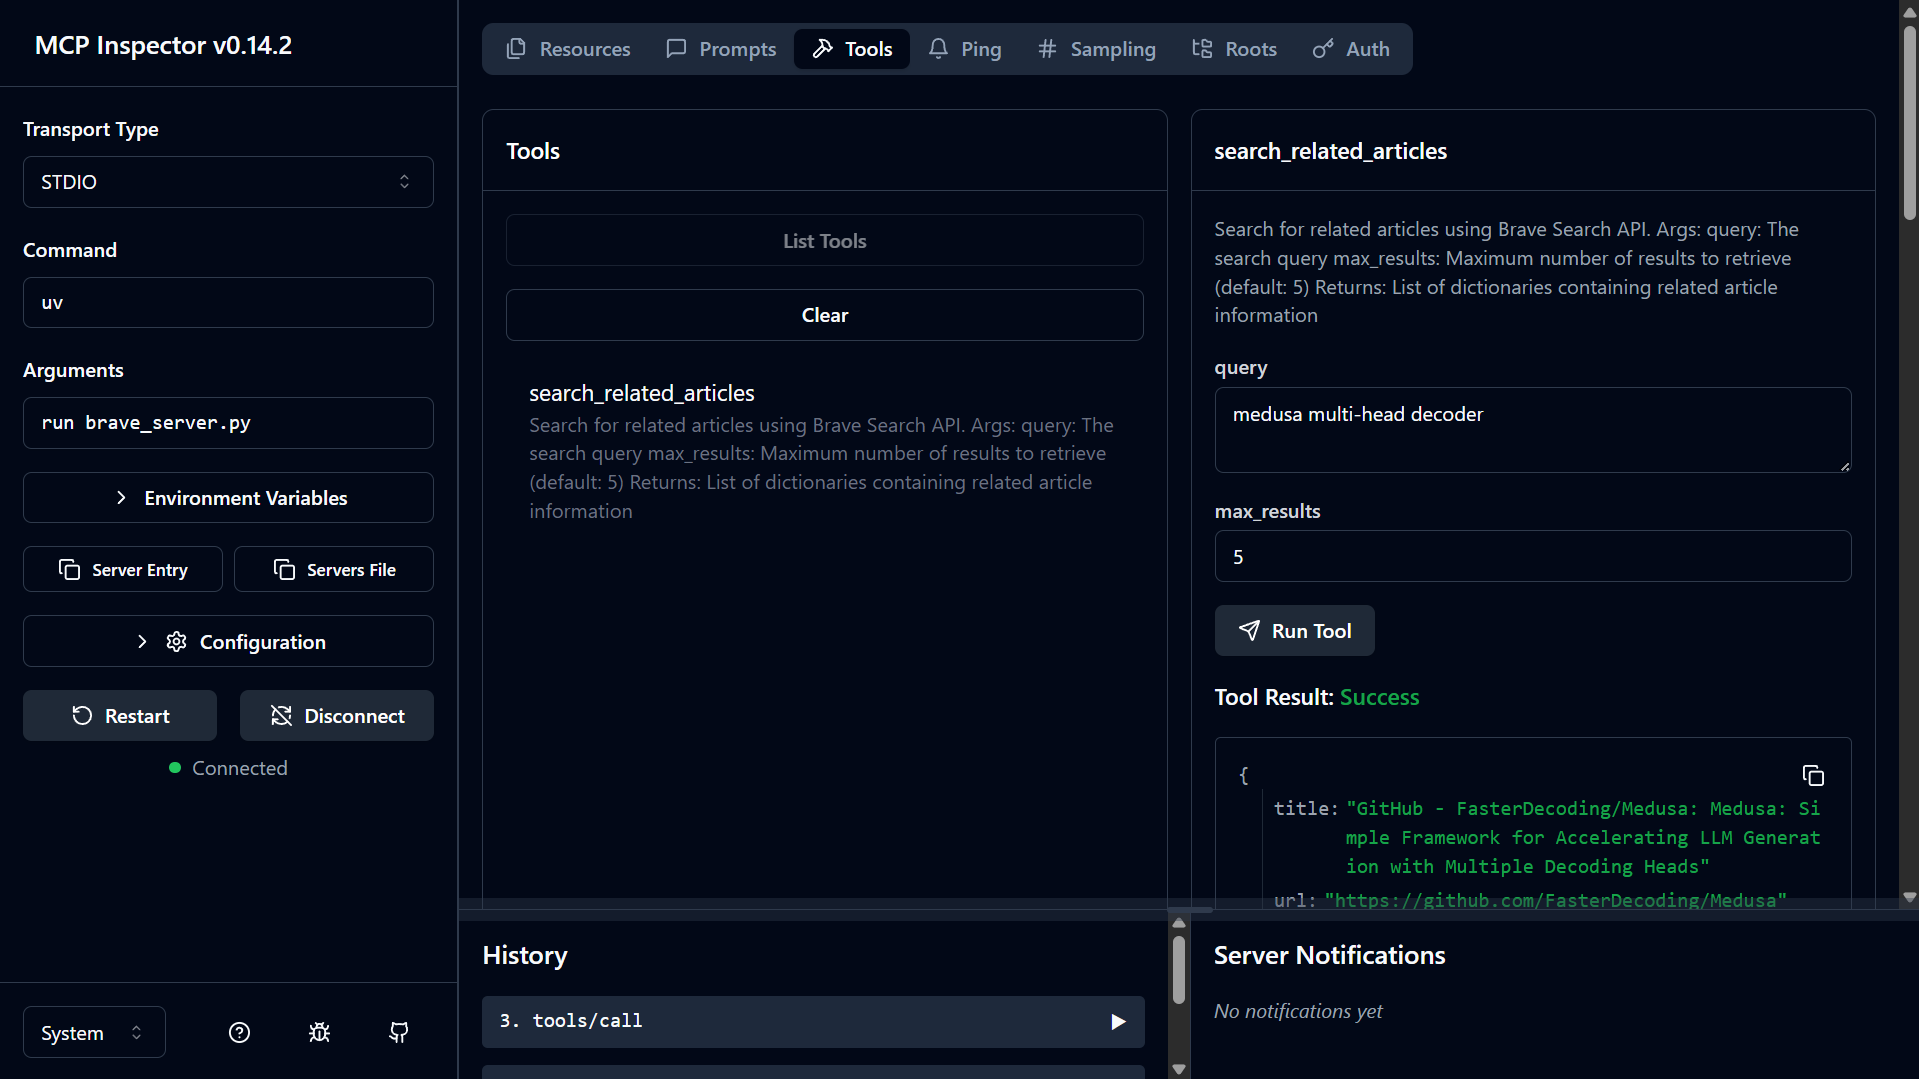 MCP Inspector v0.14.2
Transport Type
STDIO
Command
uv
Arguments
run brave_server.py
Environment Variables
Server Entry
Servers File
Configuration
Restart
Disconnect
Connected
System
Resources
Prompts
Tools
Ping
Sampling
Roots
Auth
Tools
List Tools
Clear
search_related_articles
Search for related articles using Brave Search API. Args: query: The
search query max_results: Maximum number of results to retrieve
(default: 5) Returns: List of dictionaries containing related article
information
search_related_articles
Search for related articles using Brave Search API. Args: query: The
search query max_results: Maximum number of results to retrieve
(default: 5) Returns: List of dictionaries containing related article
information
query
medusa multi-head decoder
max_results
5
Run Tool
Tool Result: Success
{
title: "GitHub - FasterDecoding/Medusa: Medusa: Si
mple Framework for Accelerating LLM Generat
ion with Multiple Decoding Heads"
url: "https://github.com/FasterDecoding/Medusa"
History
3. tools/call
Server Notifications
No notifications yet